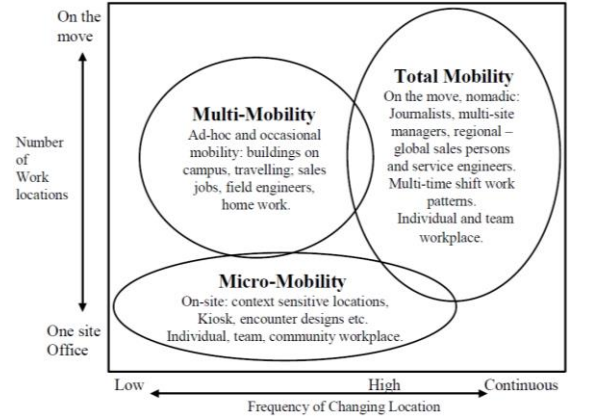 On the
move
Number
of
Work
locations
One site
Office
Multi-Mobility
Ad-hoc and occasional
mobility: buildings on
campus, travelling; sales
jobs, field engineers,
home work.
Total Mobility
On the move, nomadic:
Journalists, multi-site
managers, regional –
global sales persons
and service engineers.
Multi-time shift work
patterns.
Individual and team
workplace.
Micro-Mobility
On-site: context sensitive locations,
Kiosk, encounter designs etc.
Individual, team, community workplace.
Low
High
Continuous
Frequency of Changing Location